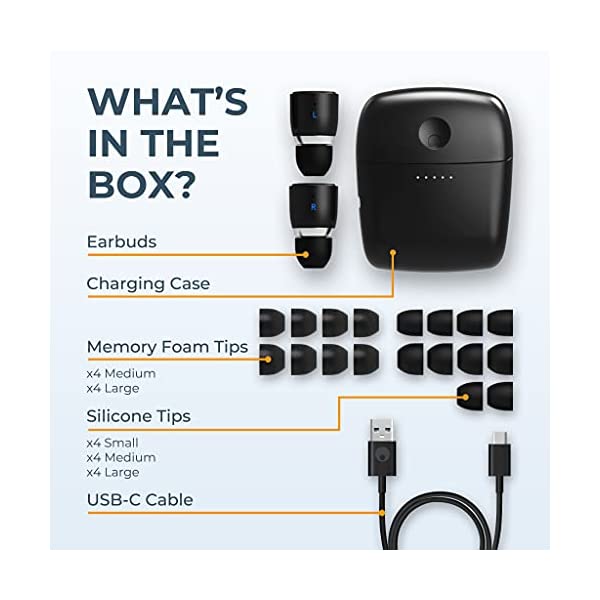 WHAT'S
IN THE
BOX?
L
R
Earbuds
Charging Case
Memory Foam Tips
x4 Medium
x4 Large
Silicone Tips
x4 Small
x4 Medium
x4 Large
USB-C Cable